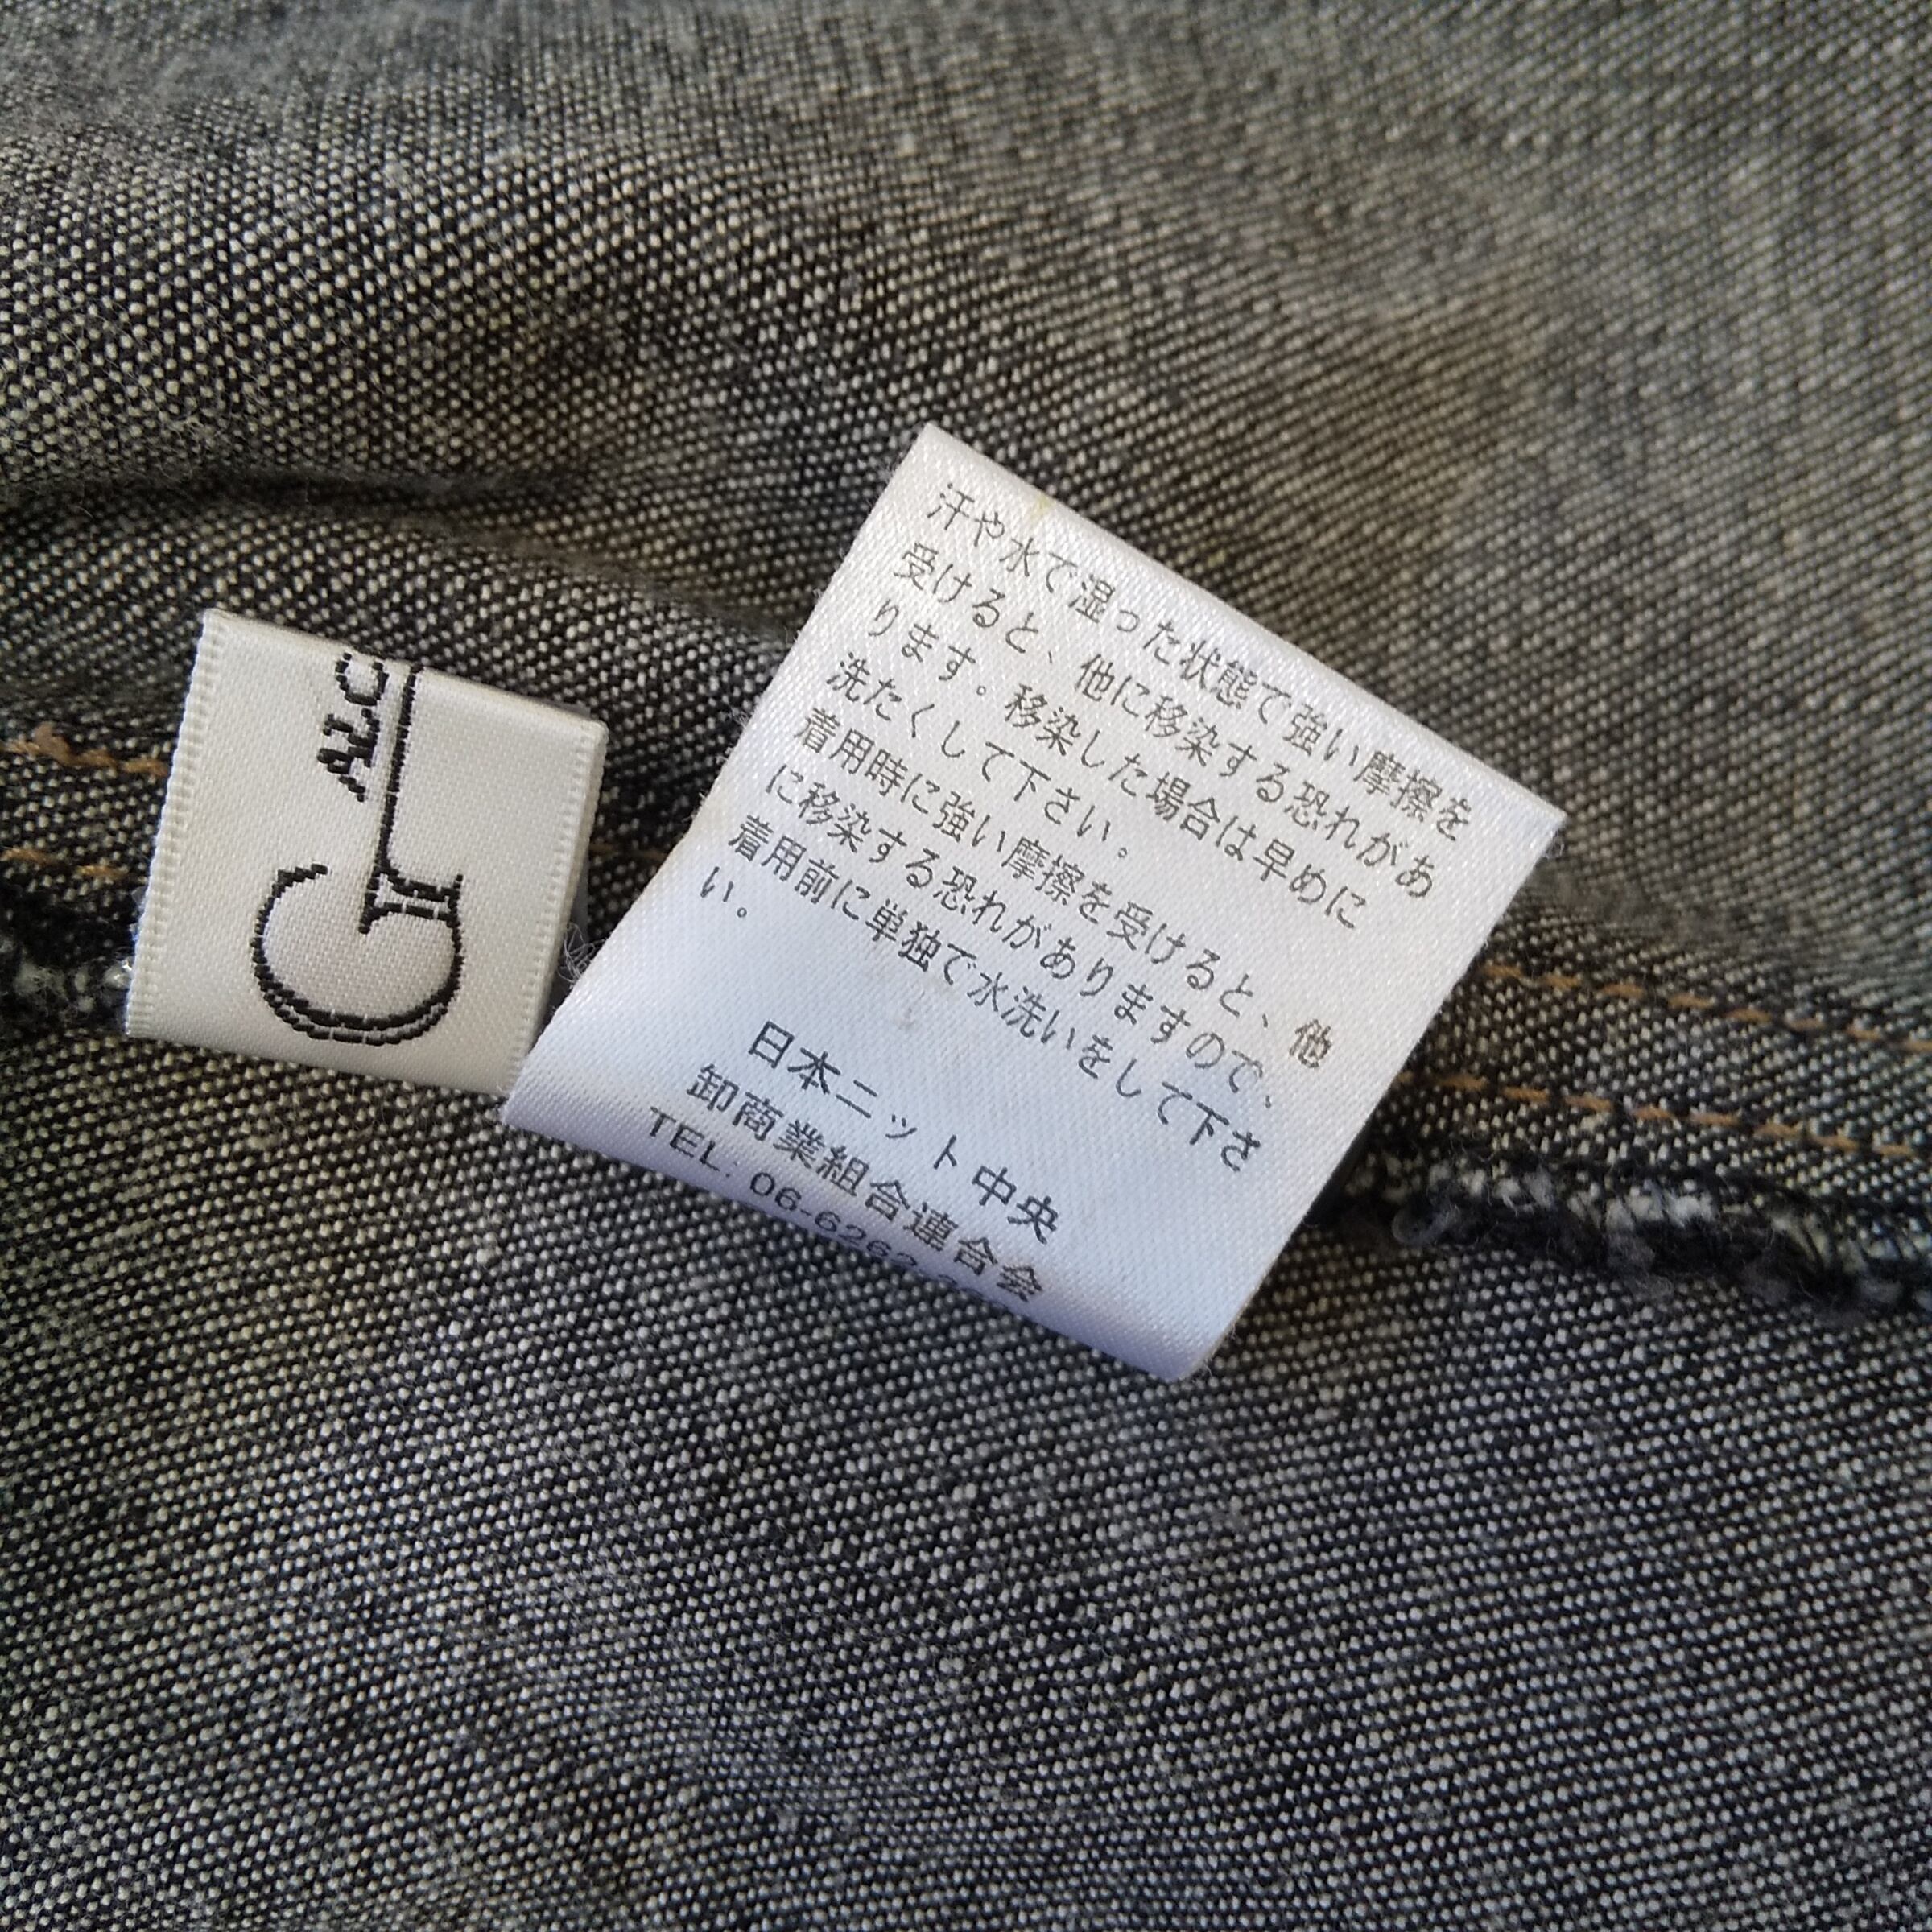 汗や水で湿った状態で強い摩擦を
受けると、他に移染する恐れがあ
ります。移染した場合は早めに
洗たくして下さい。
着用時に強い摩擦を受けると、他
に移染する恐れがありますので、
着用前に単独で水洗いをして下さ
い。
日本ニット中央
卸商業組合連合会
TEL: 06-6262